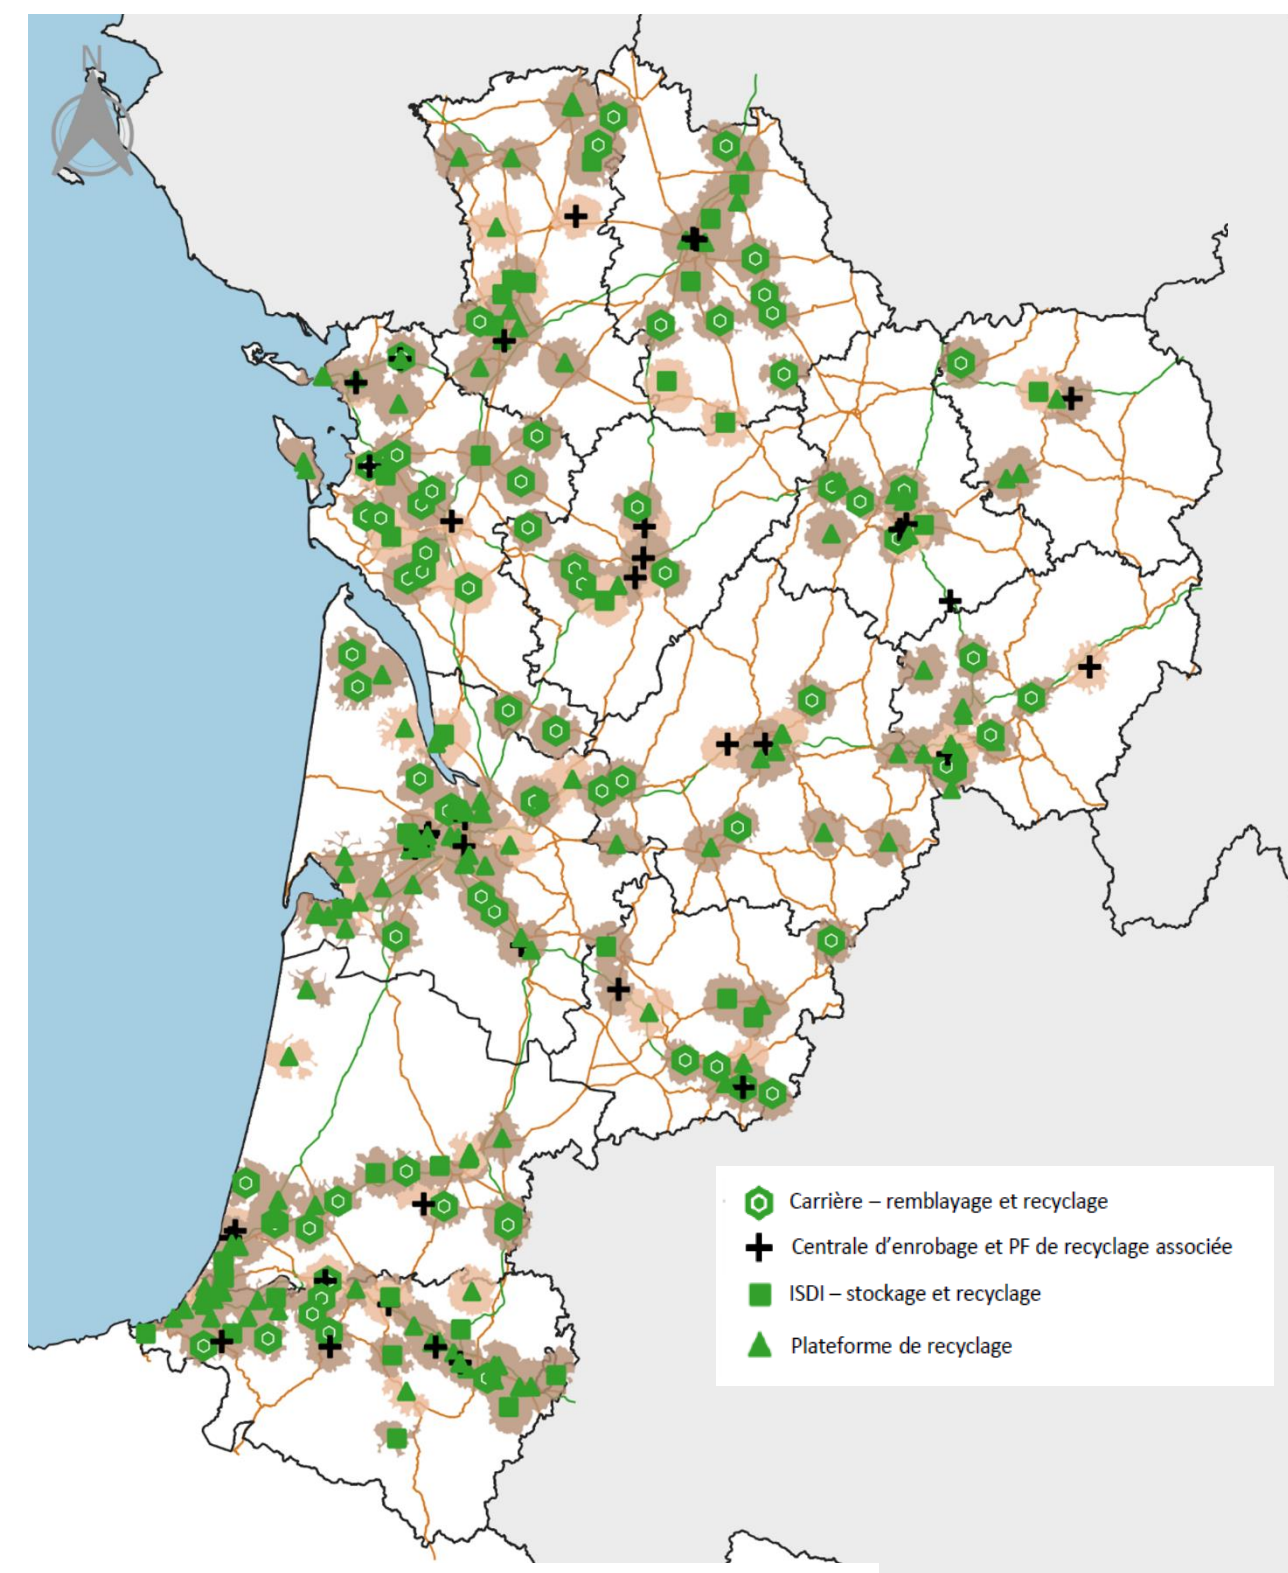 N
Carrière – remblayage et recyclage
Centrale d'enrobage et PF de recyclage associée
ISDI – stockage et recyclage
Plateforme de recyclage